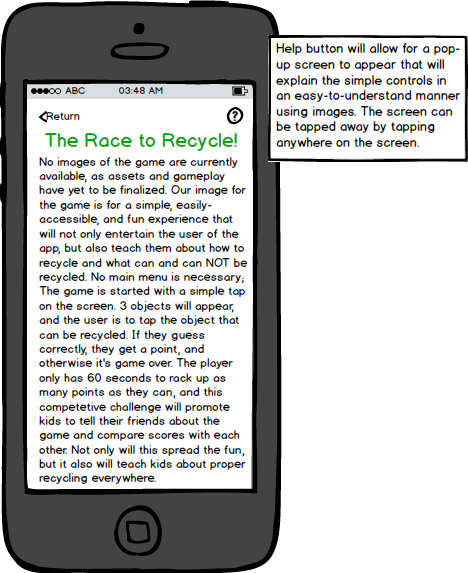 ABC 03:48 AM
Return ?
The Race to Recycle!
No images of the game are currently
available, as assets and gameplay
have yet to be finalized. Our image for
the game is for a simple, easily-
accessible, and fun experience that
will not only entertain the user of the
app, but also teach them about how to
recycle and what can and can NOT be
recycled. No main menu is necessary;
The game is started with a simple tap
on the screen. 3 objects will appear,
and the user is to tap the object that
can be recycled. If they guess
correctly, they get a point, and
otherwise it's game over. The player
only has 60 seconds to rack up as
many points as they can, and this
competetive challenge will promote
kids to tell their friends about the
game and compare scores with each
other. Not only will this spread the fun,
but it also will teach kids about proper
recycling everywhere.
Help button will allow for a pop-
up screen to appear that will
explain the simple controls in
an easy-to-understand manner
using images. The screen can
be tapped away by tapping
anywhere on the screen.